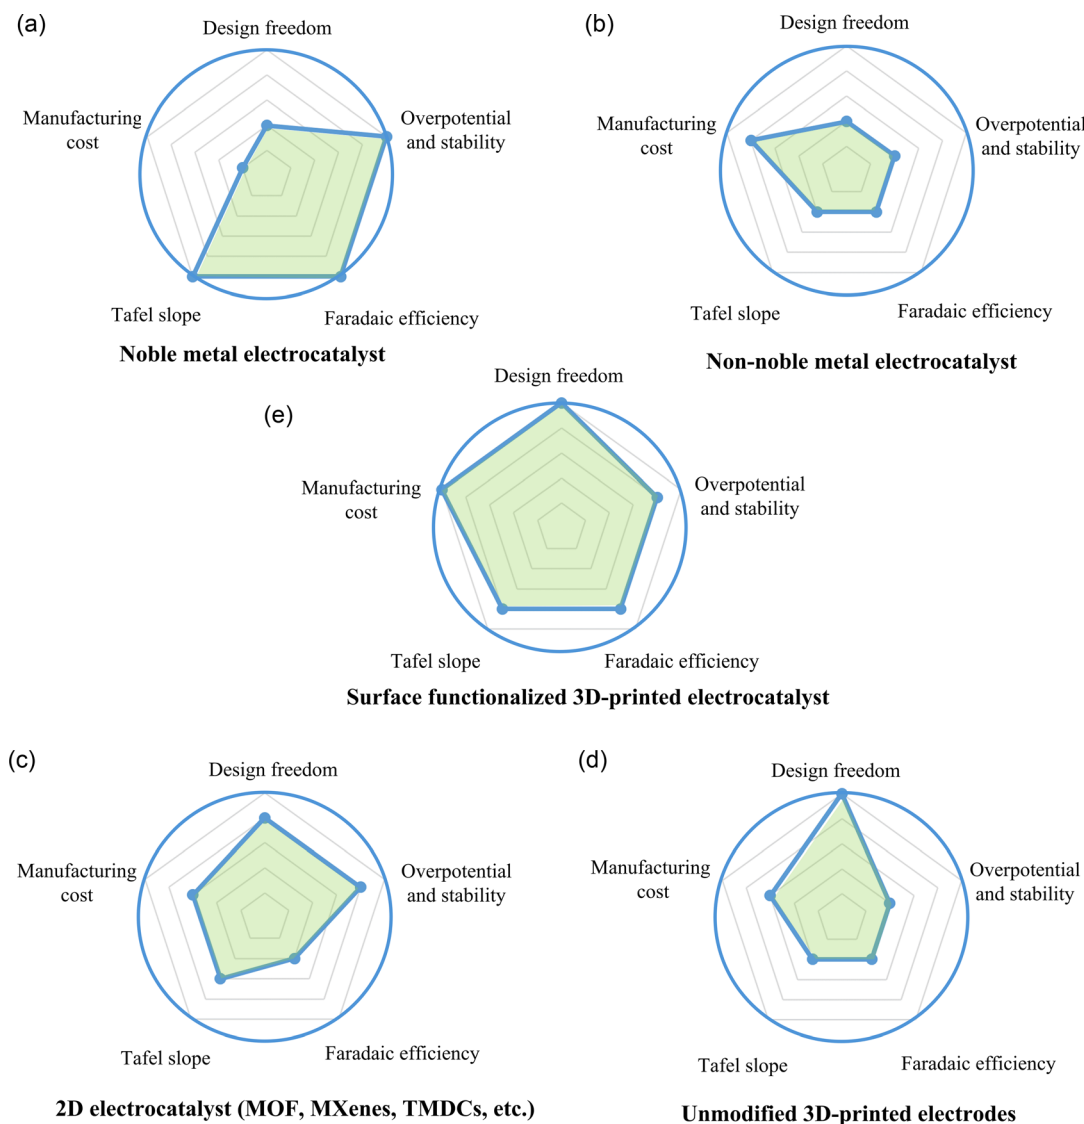 (a)
Design freedom
Manufacturing
cost
Overpotential
and stability
Tafel slope
Faradaic efficiency
Noble metal electrocatalyst
(b)
Design freedom
Manufacturing
cost
Overpotential
and stability
Tafel slope
Faradaic efficiency
Non-noble metal electrocatalyst
(e)
Design freedom
Manufacturing
cost
Overpotential
and stability
Tafel slope
Faradaic efficiency
Surface functionalized 3D-printed electrocatalyst
(c)
Design freedom
Manufacturing
cost
Overpotential
and stability
Tafel slope
Faradaic efficiency
2D electrocatalyst (MOF, MXenes, TMDCs, etc.)
(d)
Design freedom
Manufacturing
cost
Overpotential
and stability
Tafel slope
Faradaic efficiency
Unmodified 3D-printed electrodes